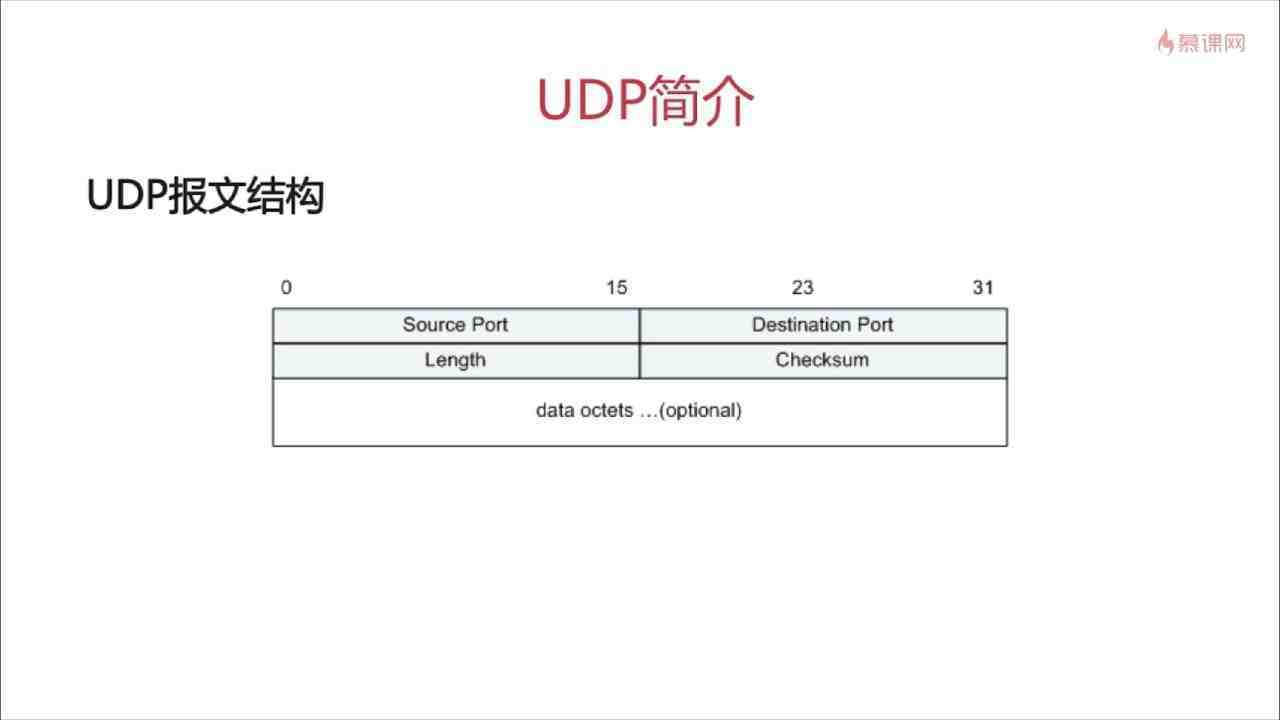 慕课网
UDP简介
UDP报文结构
0 15 23 31
Source Port Destination Port
Length Checksum
data octets …(optional)